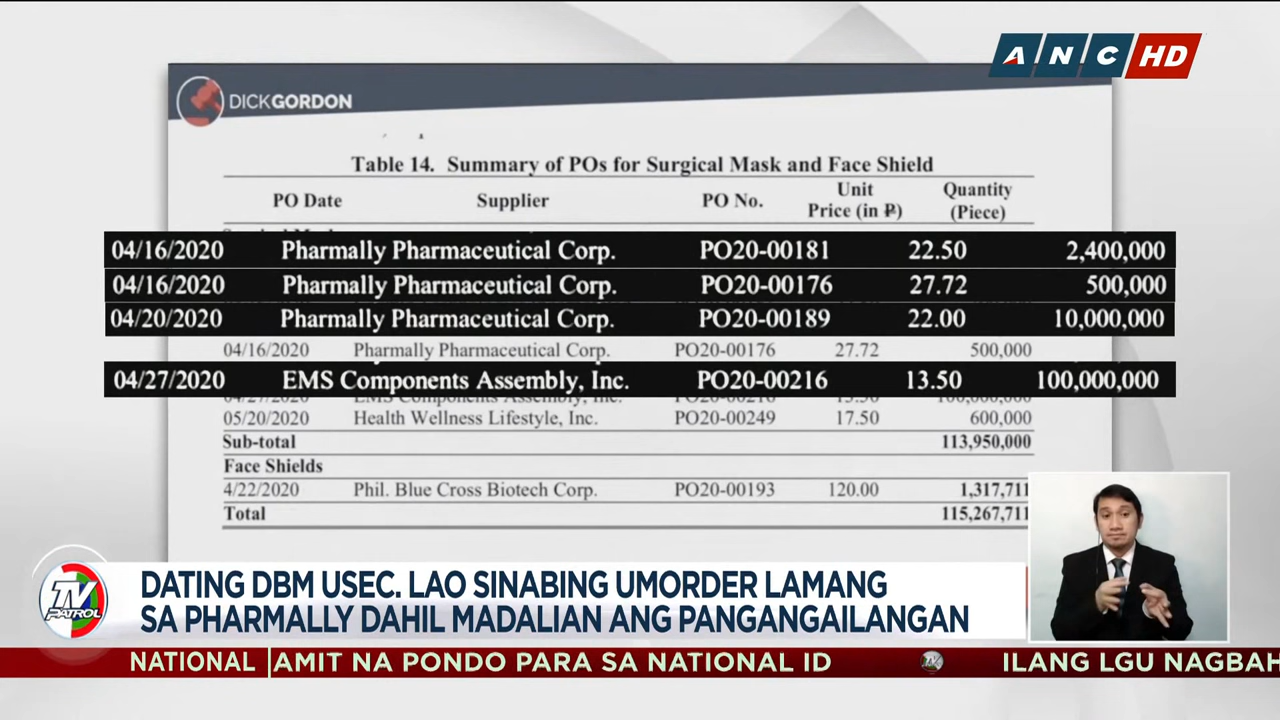 ANC HD
DICKGORDON
Table 14. Summary of POs for Surgical Mask and Face Shield
PO Date Supplier PO No. Unit Price (in ₱) Quantity (Piece)
04/16/2020 Pharmally Pharmaceutical Corp. PO20-00181 22.50 2,400,000
04/16/2020 Pharmally Pharmaceutical Corp. PO20-00176 27.72 500,000
04/20/2020 Pharmally Pharmaceutical Corp. PO20-00189 22.00 10,000,000
04/16/2020 Pharmally Pharmaceutical Corp. PO20-00176 27.72 500,000
04/27/2020 EMS Components Assembly, Inc. PO20-00216 13.50 100,000,000
05/20/2020 Health Wellness Lifestyle, Inc. PO20-00249 17.50 600,000
Sub-total 113,950,000
Face Shields
4/22/2020 Phil. Blue Cross Biotech Corp. PO20-00193 120.00 1,317,711
Total 115,267,711
TV PATROL
DATING DBM USEC. LAO SINABING UMORDER LAMANG
SA PHARMALLY DAHIL MADALIAN ANG PANGANGAILANGAN
NATIONAL AMIT NA PONDO PARA SA NATIONAL ID TV ILANG LGU NAGBAH